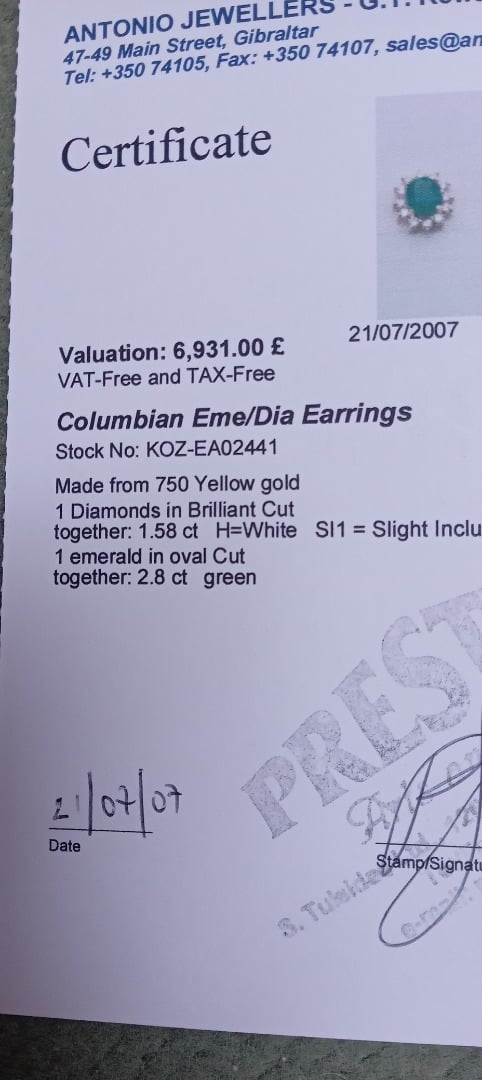 ANTONIO JEWELLERS - G.T.
47-49 Main Street, Gibraltar
Tel: +350 74105, Fax: +350 74107, sales@an
Certificate
21/07/2007
Valuation: 6,931.00 £
VAT-Free and TAX-Free
Columbian Eme/Dia Earrings
Stock No: KOZ-EA02441
Made from 750 Yellow gold
1 Diamonds in Brilliant Cut
together: 1.58 ct H=White SI1 = Slight Inclu
1 emerald in oval Cut
together: 2.8 ct green
PREST
21/07/07
Date
Stamp/Signatu